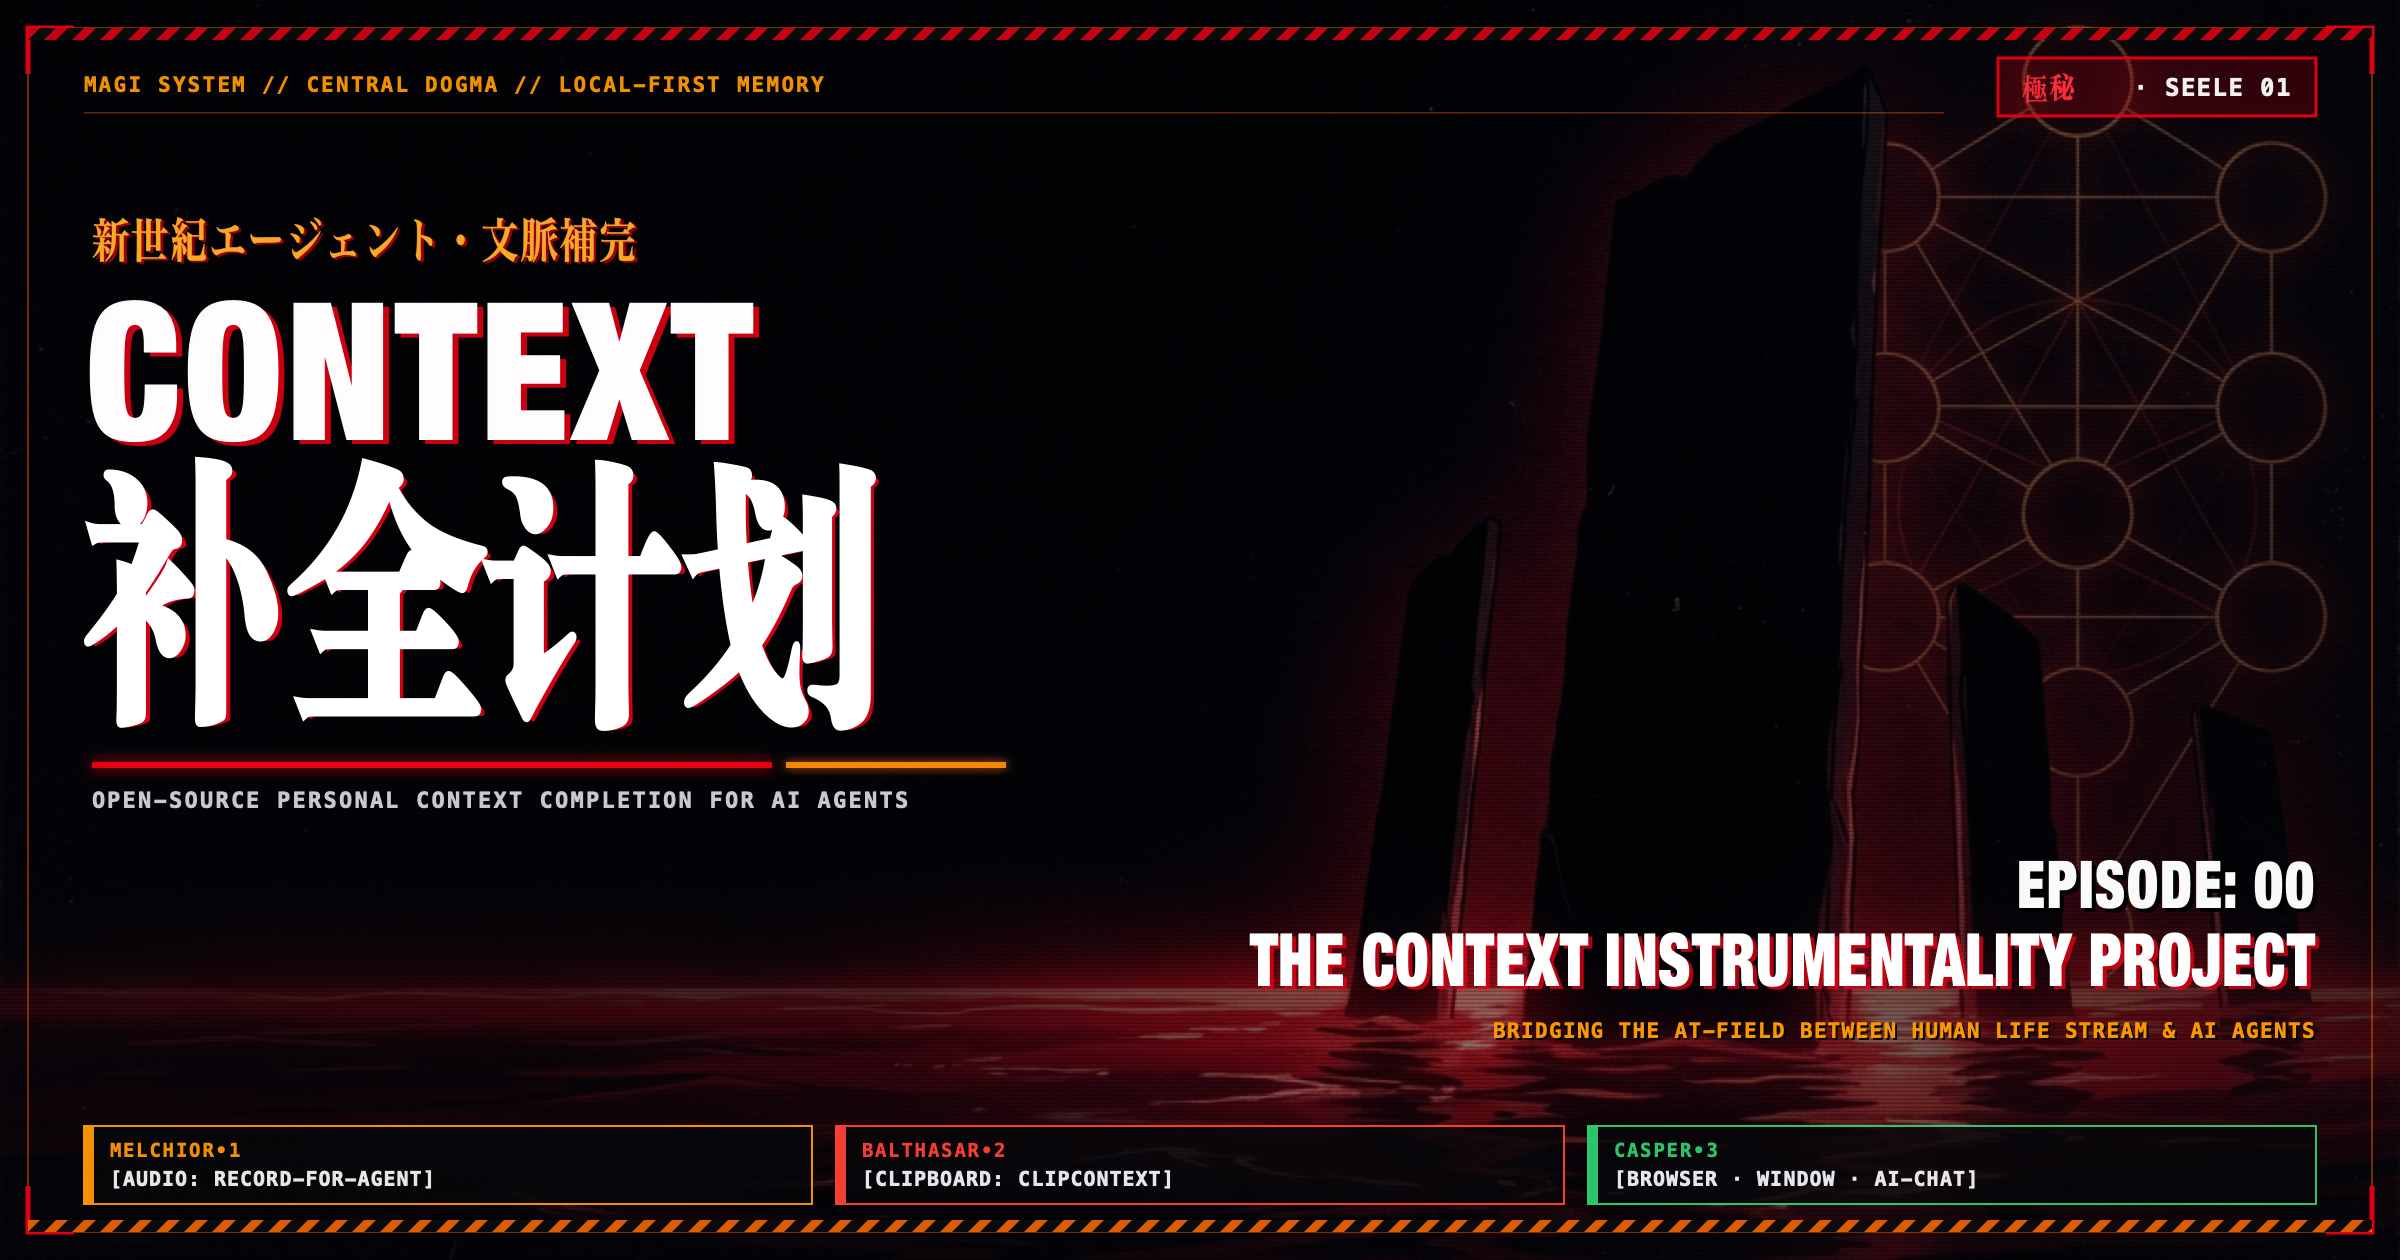 MAGI SYSTEM // CENTRAL DOGMA // LOCAL-FIRST MEMORY
極秘 · SEELE 01
新世紀エージェント・文脈補完
CONTEXT
补全计划
OPEN-SOURCE PERSONAL CONTEXT COMPLETION FOR AI AGENTS
EPISODE: 00
THE CONTEXT INSTRUMENTALITY PROJECT
BRIDGING THE AT-FIELD BETWEEN HUMAN LIFE STREAM & AI AGENTS
MELCHIOR•1
[AUDIO: RECORD-FOR-AGENT]
BALTHASAR•2
[CLIPBOARD: CLIPCONTEXT]
CASPER•3
[BROWSER · WINDOW · AI-CHAT]